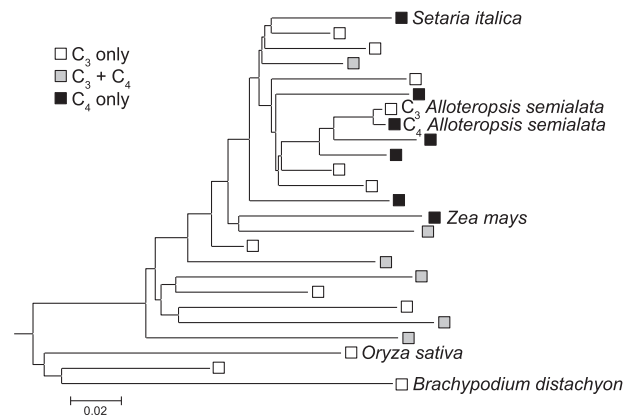 Setaria italica
C3 only
C3 + C4
C4 only
C3 Alloteropsis semialata
C4 Alloteropsis semialata
Zea mays
Oryza sativa
Brachypodium distachyon
0.02